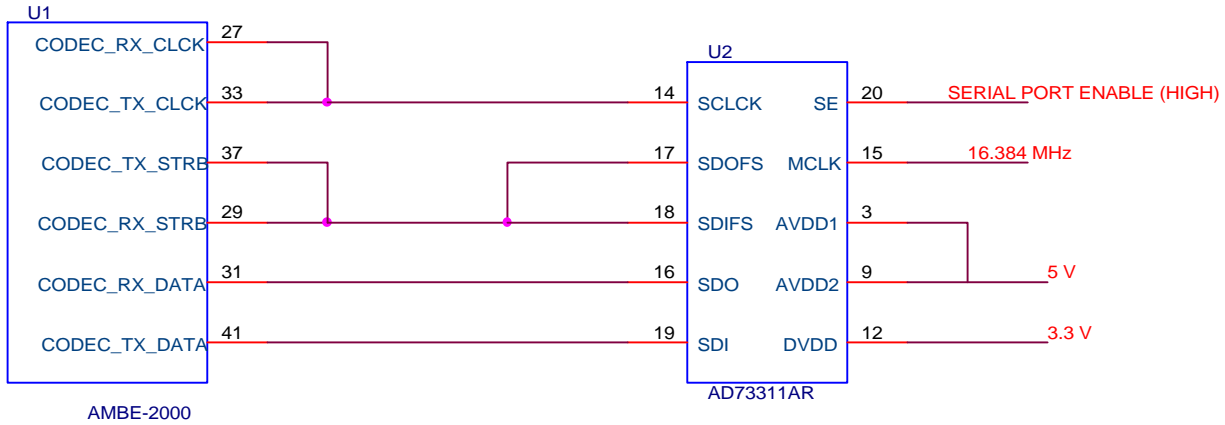 U1
CODEC_RX_CLCK 27
CODEC_TX_CLCK 33
CODEC_TX_STRB 37
CODEC_RX_STRB 29
CODEC_RX_DATA 31
CODEC_TX_DATA 41
AMBE-2000
U2
14 SCLCK SE 20 SERIAL PORT ENABLE (HIGH)
17 SDOFS MCLK 15 16.384 MHz
18 SDIFS AVDD1 3
16 SDO AVDD2 9 5 V
19 SDI DVDD 12 3.3 V
AD73311AR